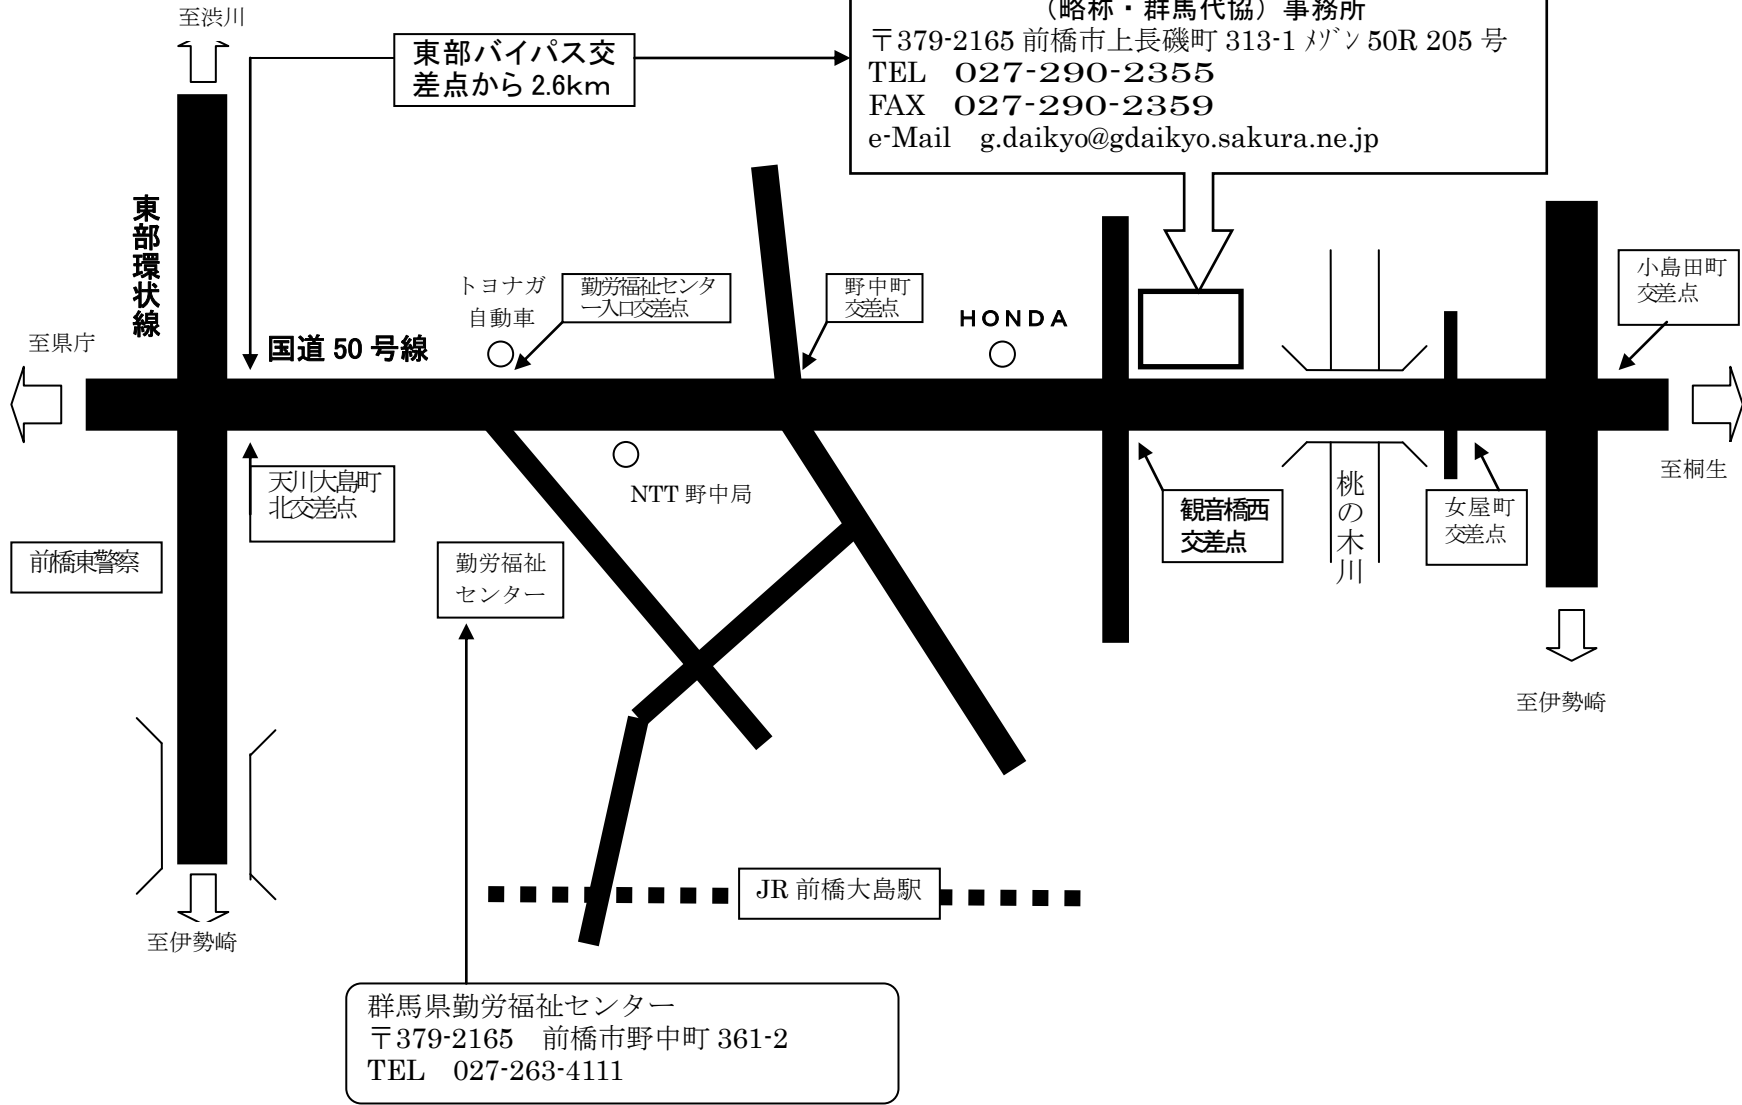 至渋川
（略称・群馬代協）事務所
〒379-2165 前橋市上長磯町 313-1 ﾒｿﾞﾝ 50R 205 号
TEL　027-290-2355
FAX　027-290-2359
e-Mail　g.daikyo@gdaikyo.sakura.ne.jp
東部バイパス交
差点から 2.6km
東部環状線
至県庁
国道 50 号線
トヨナガ
自動車
勤労福祉センタ
ー入口交差点
野中町
交差点
HONDA
小島田町
交差点
至桐生
天川大島町
北交差点
NTT 野中局
観音橋西
交差点
桃の木川
女屋町
交差点
前橋東警察
勤労福祉
センター
至伊勢崎
JR 前橋大島駅
至伊勢崎
群馬県勤労福祉センター
〒379-2165　前橋市野中町 361-2
TEL　027-263-4111